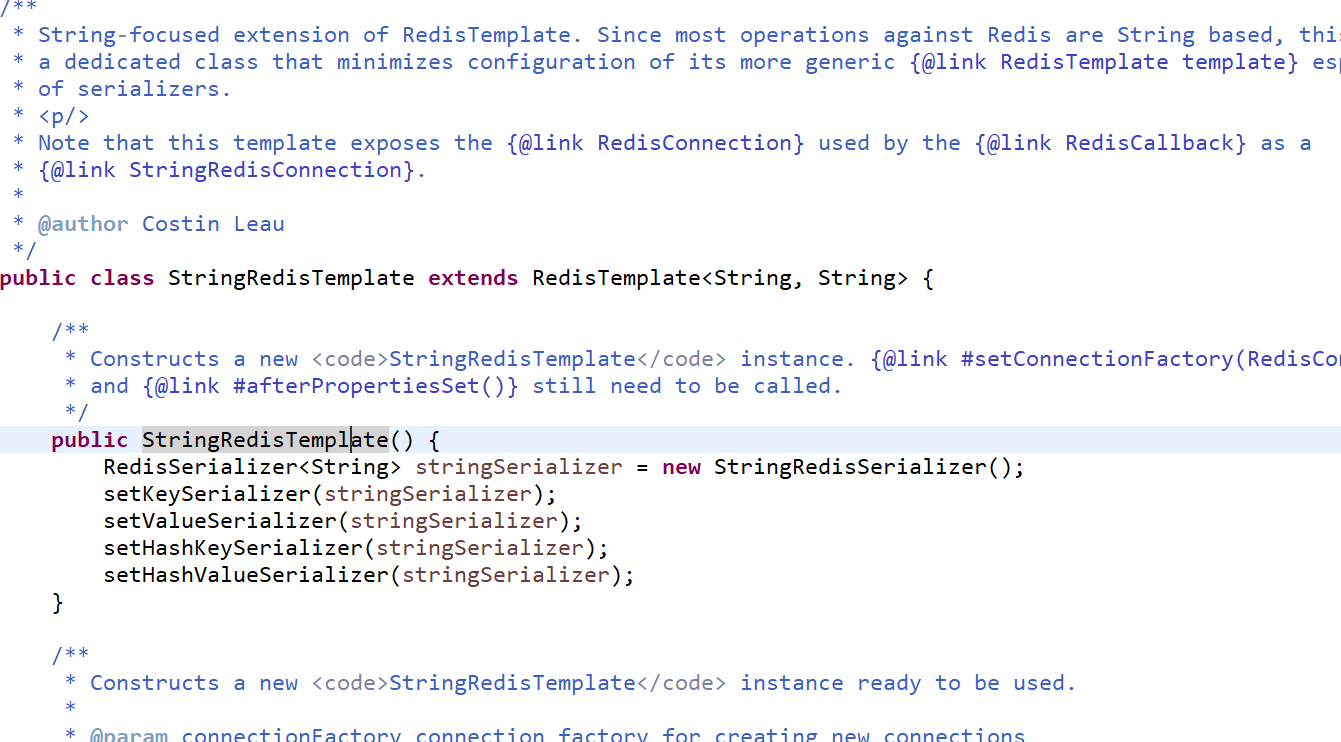 /**
* String-focused extension of RedisTemplate. Since most operations against Redis are String based, this
* a dedicated class that minimizes configuration of its more generic {@link RedisTemplate template} esp
* of serializers.
* <p/>
* Note that this template exposes the {@link RedisConnection} used by the {@link RedisCallback} as a
* {@link StringRedisConnection}.
*
* @author Costin Leau
*/
public class StringRedisTemplate extends RedisTemplate<String, String> {
/**
* Constructs a new <code>StringRedisTemplate</code> instance. {@link #setConnectionFactory(RedisCon
* and {@link #afterPropertiesSet()} still need to be called.
*/
public StringRedisTemplate() {
RedisSerializer<String> stringSerializer = new StringRedisSerializer();
setKeySerializer(stringSerializer);
setValueSerializer(stringSerializer);
setHashKeySerializer(stringSerializer);
setHashValueSerializer(stringSerializer);
}
/**
* Constructs a new <code>StringRedisTemplate</code> instance ready to be used.
*
* @param connectionFactory connection factory for creating new connections